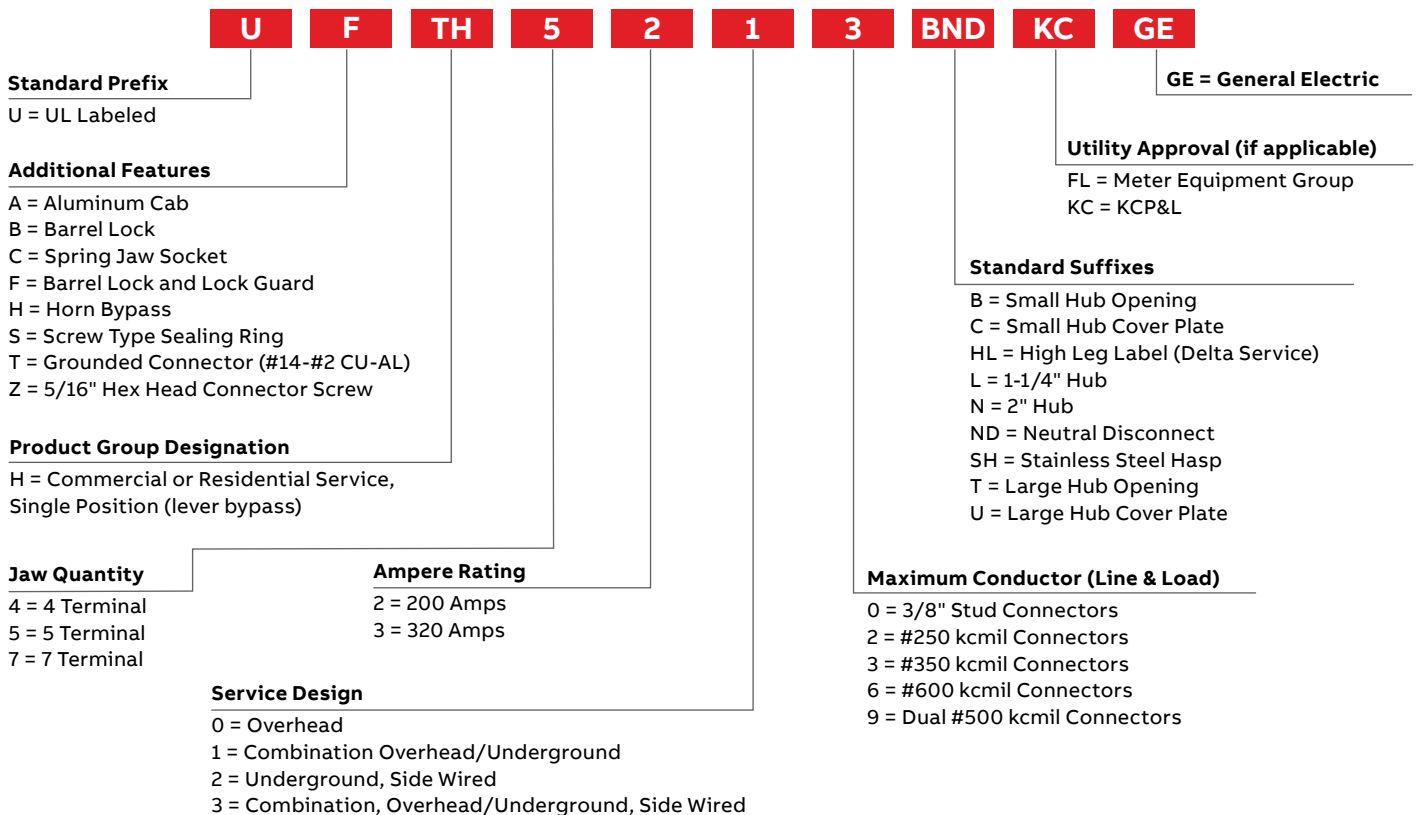 U F TH 5 2 1 3 BND KC GE
Standard Prefix
U = UL Labeled
GE = General Electric
Additional Features
A = Aluminum Cab
B = Barrel Lock
C = Spring Jaw Socket
F = Barrel Lock and Lock Guard
H = Horn Bypass
S = Screw Type Sealing Ring
T = Grounded Connector (#14-#2 CU-AL)
Z = 5/16" Hex Head Connector Screw
Utility Approval (if applicable)
FL = Meter Equipment Group
KC = KCP&L
Standard Suffixes
B = Small Hub Opening
C = Small Hub Cover Plate
HL = High Leg Label (Delta Service)
L = 1-1/4" Hub
N = 2" Hub
ND = Neutral Disconnect
SH = Stainless Steel Hasp
T = Large Hub Opening
U = Large Hub Cover Plate
Product Group Designation
H = Commercial or Residential Service,
Single Position (lever bypass)
Jaw Quantity
4 = 4 Terminal
5 = 5 Terminal
7 = 7 Terminal
Ampere Rating
2 = 200 Amps
3 = 320 Amps
Maximum Conductor (Line & Load)
0 = 3/8" Stud Connectors
2 = #250 kcmil Connectors
3 = #350 kcmil Connectors
6 = #600 kcmil Connectors
9 = Dual #500 kcmil Connectors
Service Design
0 = Overhead
1 = Combination Overhead/Underground
2 = Underground, Side Wired
3 = Combination, Overhead/Underground, Side Wired